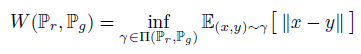 W(ℙ_r, ℙ_g) = inf_{γ∈Π(ℙ_r,ℙ_g)} 𝔼_{(x,y)∼γ}[ ‖x − y‖ ]